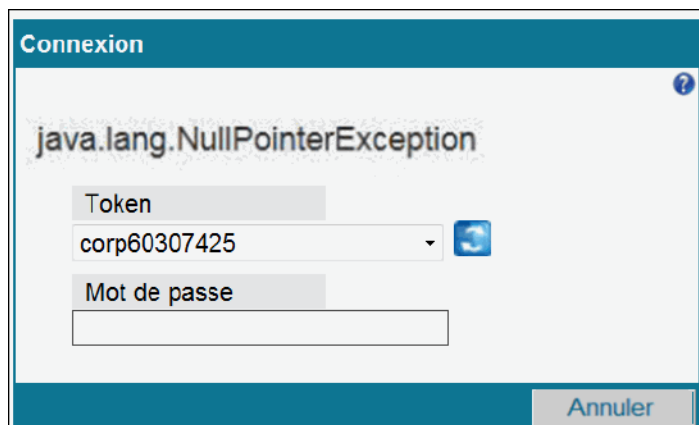 Connexion
?
java.lang.NullPointerException
Token
corp60307425
Mot de passe
Annuler